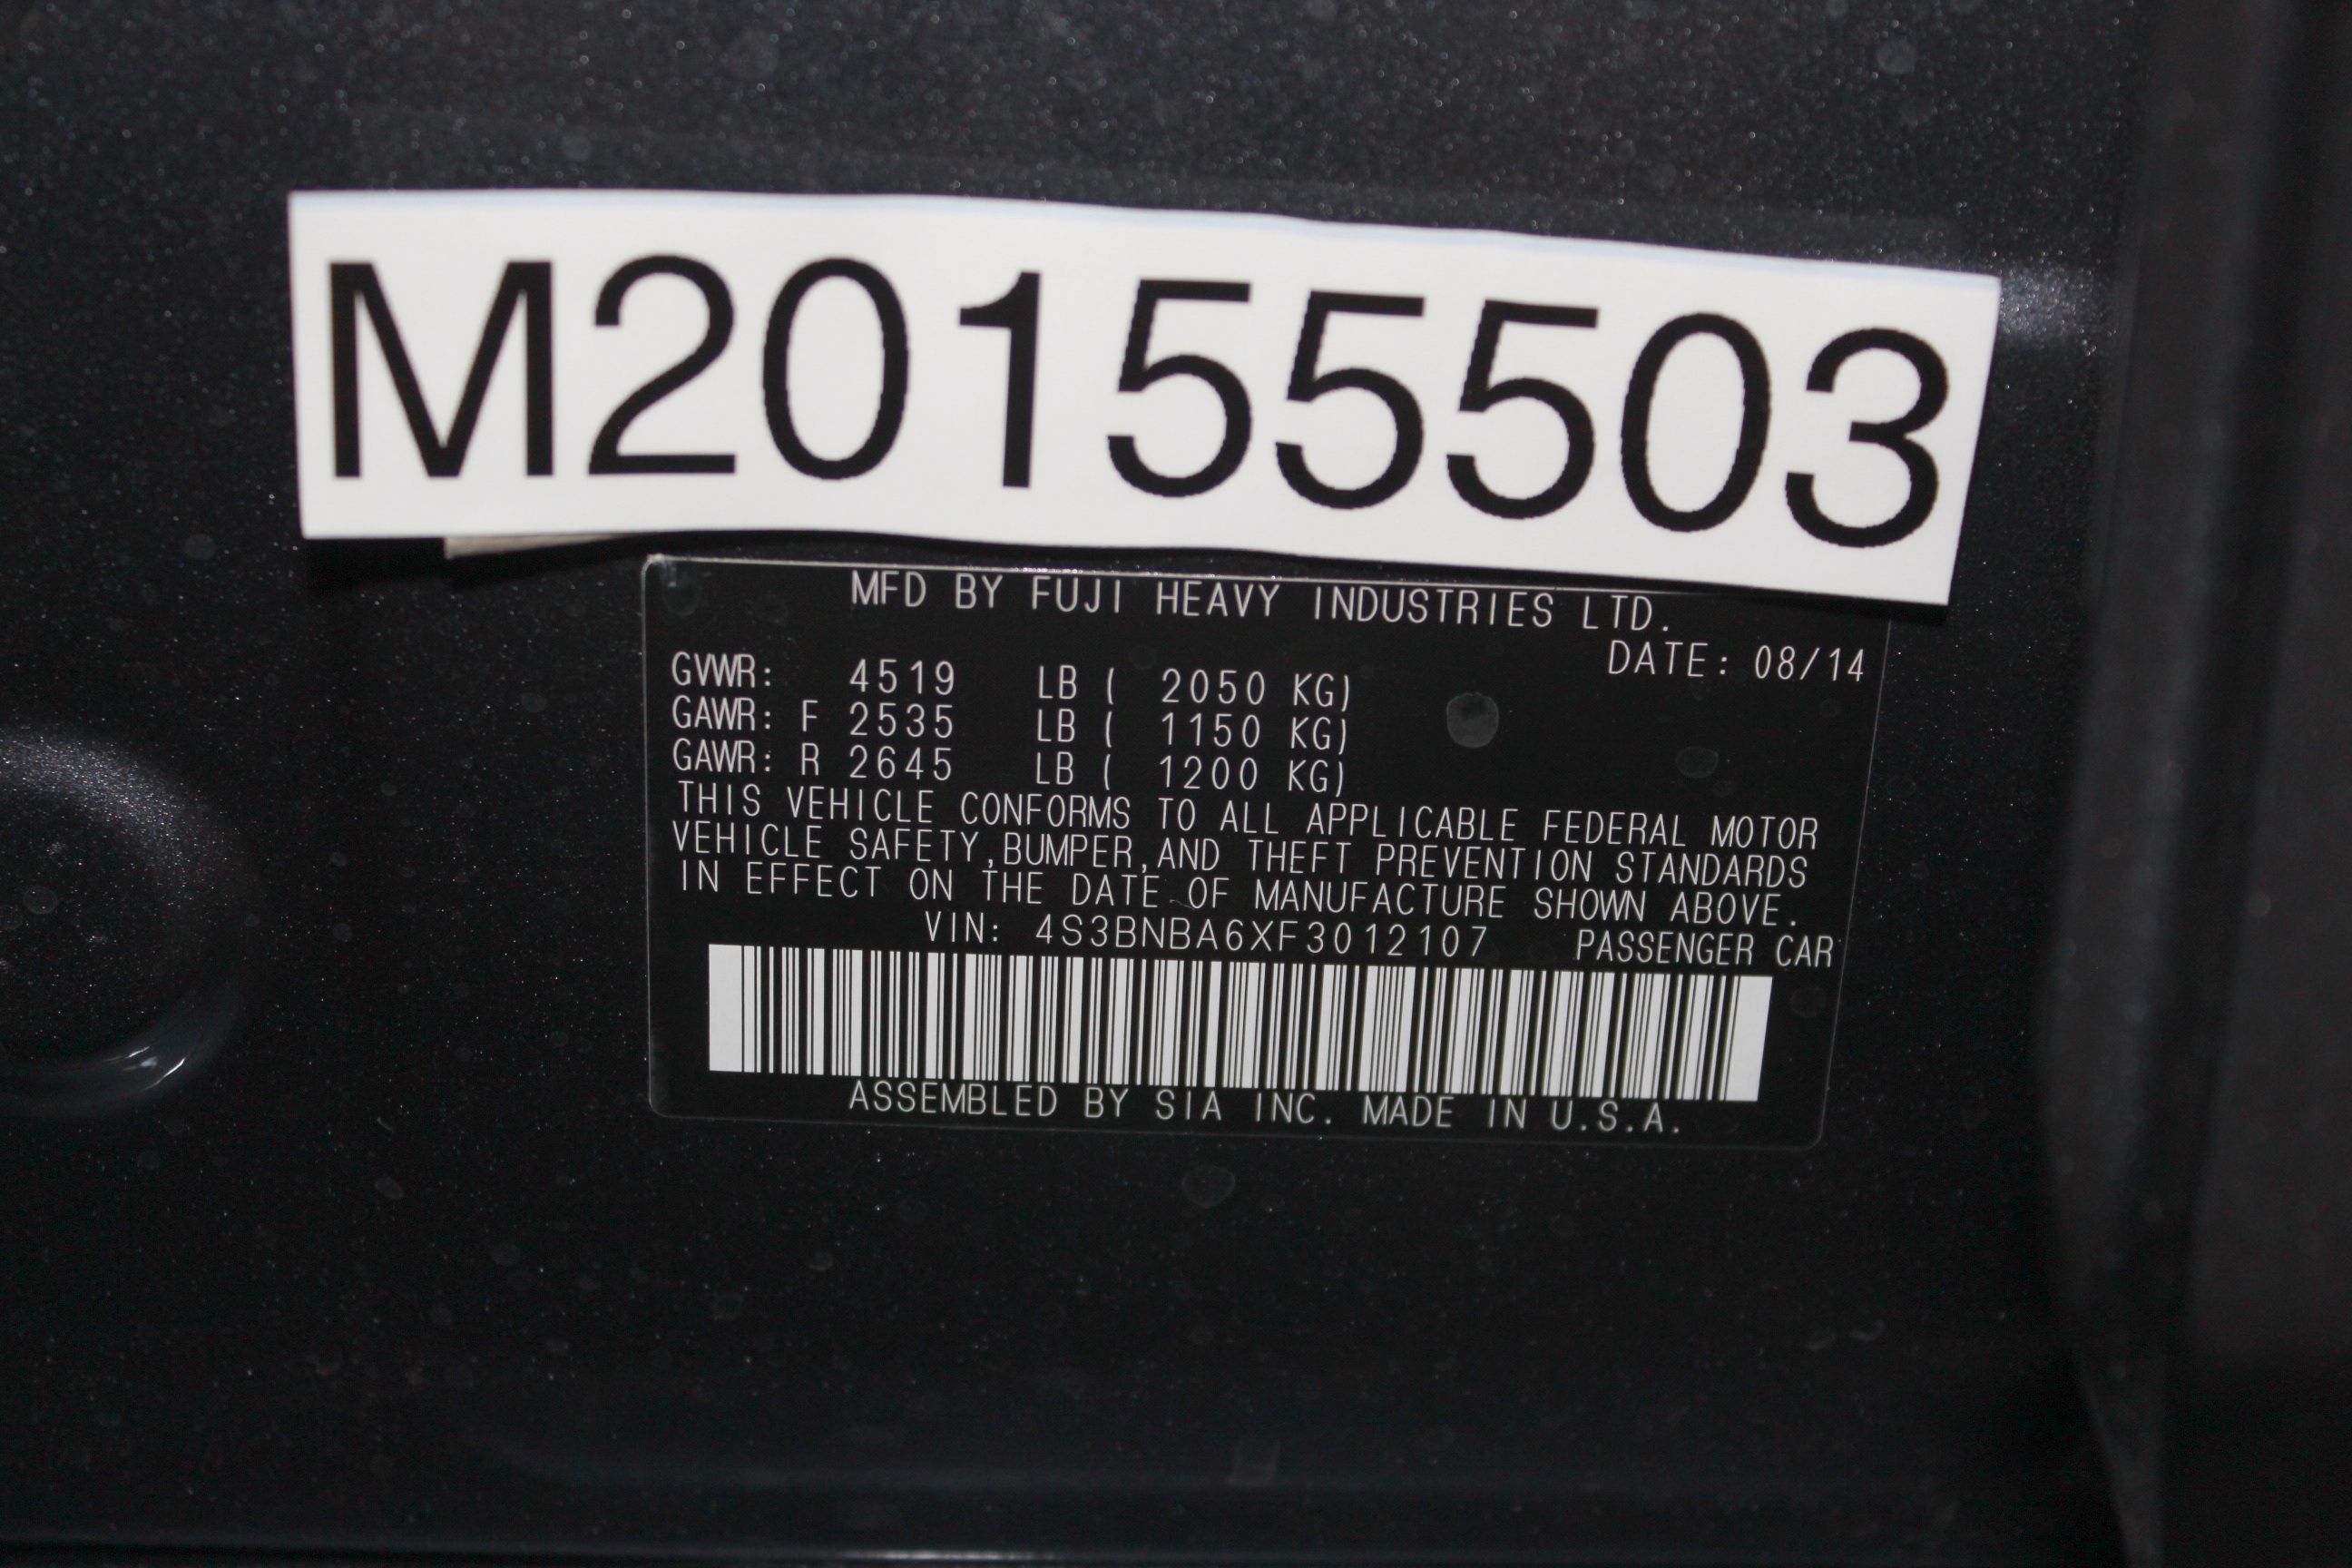 M20155503
MFD BY FUJI HEAVY INDUSTRIES LTD.
DATE: 08/14
GVWR: 4519 LB ( 2050 KG)
GAWR: F 2535 LB ( 1150 KG)
GAWR: R 2645 LB ( 1200 KG)
THIS VEHICLE CONFORMS TO ALL APPLICABLE FEDERAL MOTOR
VEHICLE SAFETY,BUMPER,AND THEFT PREVENTION STANDARDS
IN EFFECT ON THE DATE OF MANUFACTURE SHOWN ABOVE.
VIN: 4S3BNBA6XF3012107 PASSENGER CAR
ASSEMBLED BY SIA INC. MADE IN U.S.A.